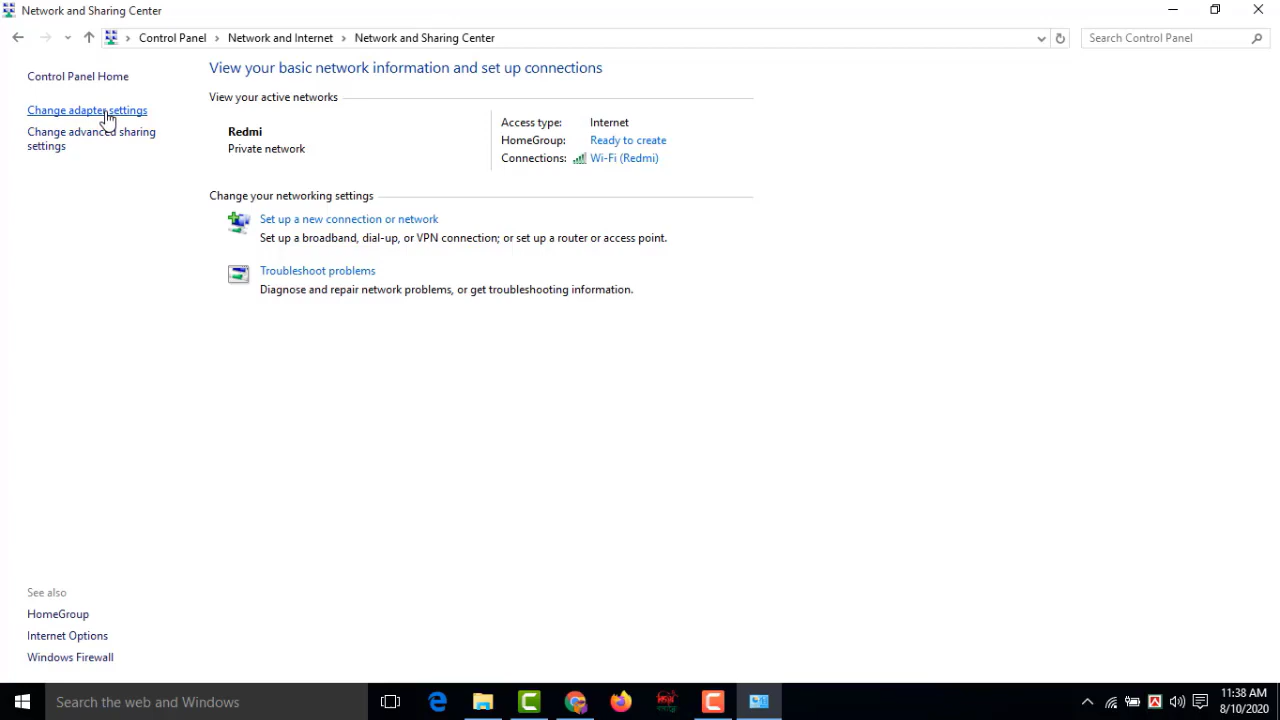 Network and Sharing Center
Control Panel > Network and Internet > Network and Sharing Center
Search Control Panel
Control Panel Home
Change adapter settings
Change advanced sharing
settings
View your basic network information and set up connections
View your active networks
Redmi
Private network
Access type: Internet
HomeGroup: Ready to create
Connections: Wi-Fi (Redmi)
Change your networking settings
Set up a new connection or network
Set up a broadband, dial-up, or VPN connection; or set up a router or access point.
Troubleshoot problems
Diagnose and repair network problems, or get troubleshooting information.
See also
HomeGroup
Internet Options
Windows Firewall
Search the web and Windows
11:38 AM
8/10/2020